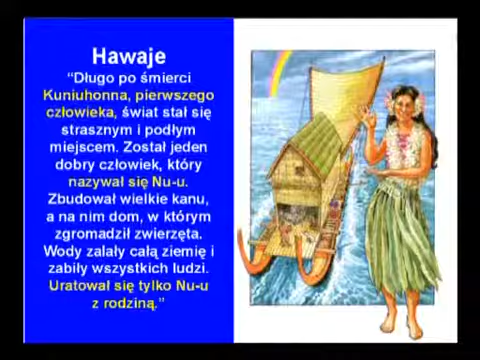 Hawaje
“Długo po śmierci
Kuniuhonna, pierwszego
człowieka, świat stał się
strasznym i podłym
miejscem. Został jeden
dobry człowiek, który
nazywał się Nu-u.
Zbudował wielkie kanu,
a na nim dom, w którym
zgromadził zwierzęta.
Wody zalały całą ziemię i
zabiły wszystkich ludzi.
Uratował się tylko Nu-u
z rodziną.”